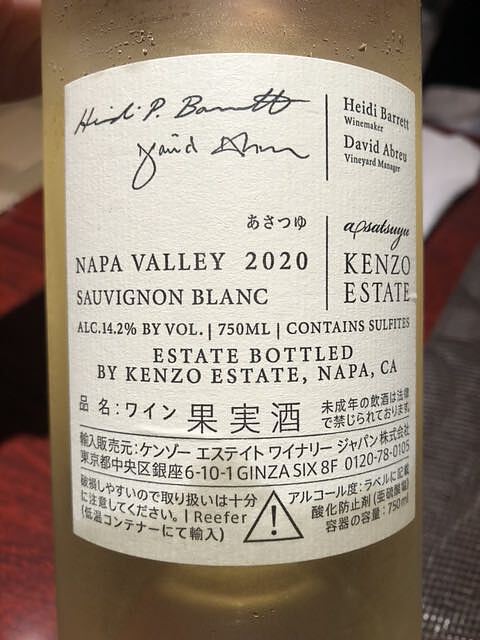 Heidi P. Barrett
David Abreu
Heidi Barrett
Winemaker
David Abreu
Vineyard Manager
あさつゆ
asatsuyu
NAPA VALLEY 2020
SAUVIGNON BLANC
KENZO
ESTATE
ALC.14.2% BY VOL. | 750ML | CONTAINS SULFITES
ESTATE BOTTLED
BY KENZO ESTATE, NAPA, CA
品 名：ワイン 果実酒
未成年の飲酒は法律
で禁じられております。
輸入販売元：ケンゾー エステイト ワイナリー ジャパン株式会社
東京都中央区銀座6-10-1 GINZA SIX 8F 0120-78-0105
破損しやすいので取り扱いは十分
に注意してください。 | Reefer
(低温コンテナーにて輸入)
アルコール度：ラベルに記載
酸化防止剤（亜硫酸塩）
容器の容量：750ml